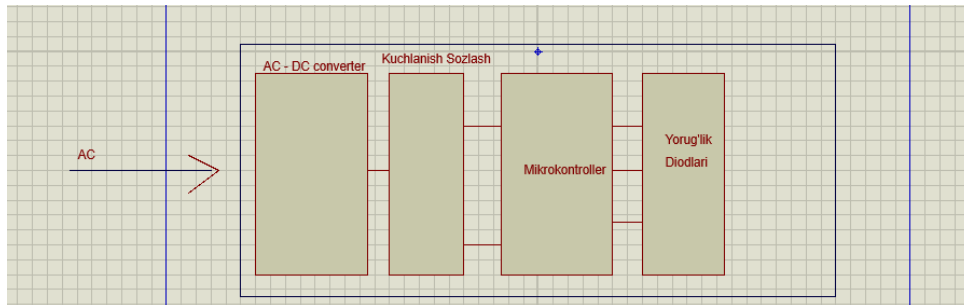 Kuchlanish Sozlash
AC - DC converter
AC
Mikrokontroller
Yorug'lik
Diodlari